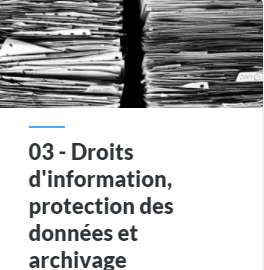 03 - Droits
d'information,
protection des
données et
archivage